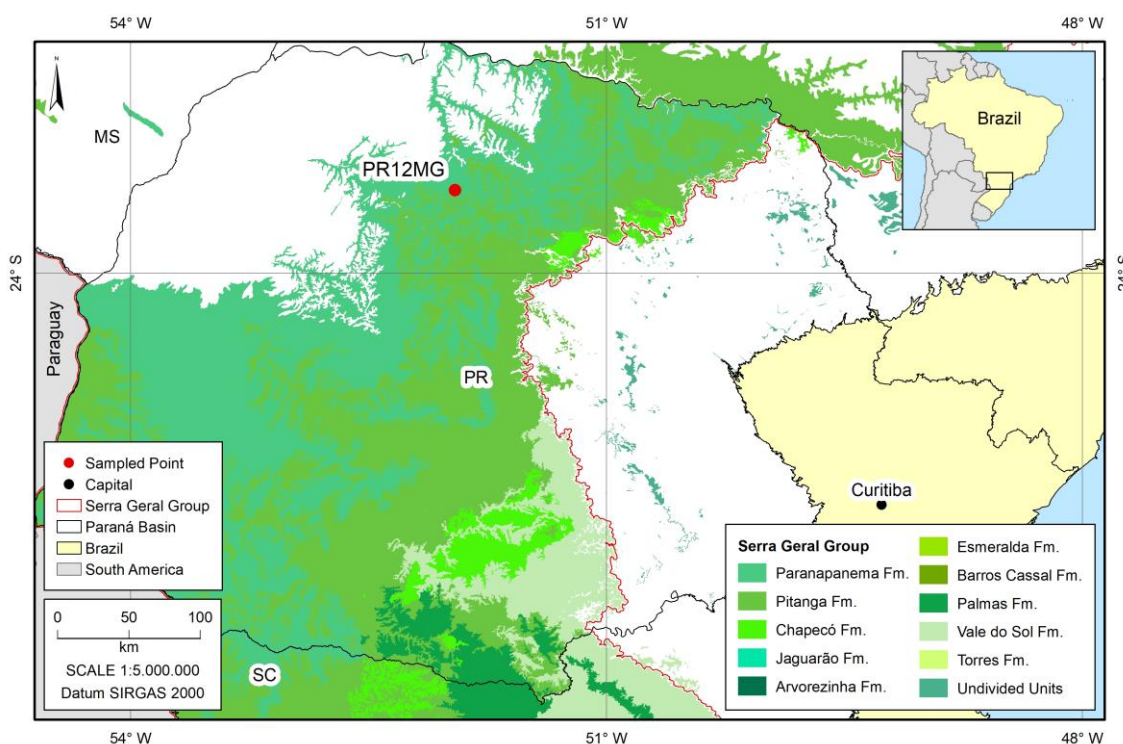 54° W
51° W
48° W
N
MS
Brazil
PR12MG
24° S
24° S
Paraguay
PR
Sampled Point
Capital
Serra Geral Group
Paraná Basin
Brazil
South America
Curitiba
0 50 100
km
SCALE 1:5.000.000
Datum SIRGAS 2000
SC
Serra Geral Group
Paranapanema Fm.
Pitanga Fm.
Chapecó Fm.
Jaguarão Fm.
Arvorezinha Fm.
Esmeralda Fm.
Barros Cassal Fm.
Palmas Fm.
Vale do Sol Fm.
Torres Fm.
Undivided Units
54° W
51° W
48° W